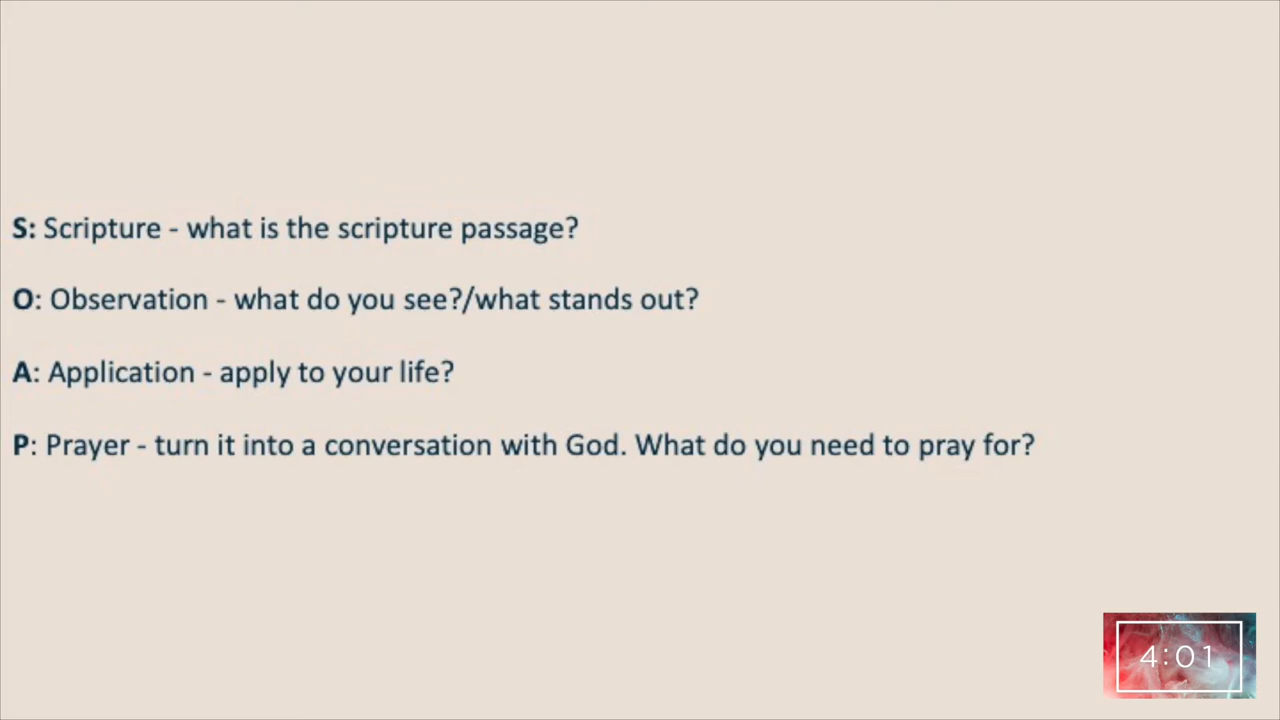 S: Scripture - what is the scripture passage?
O: Observation - what do you see?/what stands out?
A: Application - apply to your life?
P: Prayer - turn it into a conversation with God. What do you need to pray for?
4:01